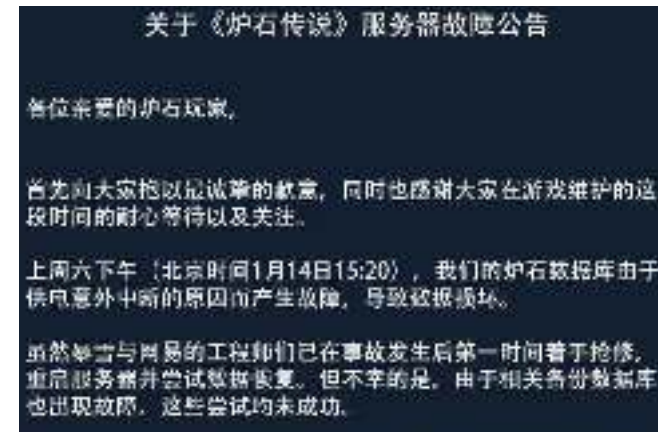 关于《炉石传说》服务器故障公告
各位亲爱的炉石玩家,
首先向大家抱以最诚挚的歉意，同时也感谢大家在游戏维护的这
段时间的耐心等待以及关注。
上周六下午（北京时间1月14日15:20），我们的炉石数据库由于
供电意外中断的原因而产生故障，导致数据损坏。
虽然暴雪与网易的工程师们已在事故发生后第一时间着手抢修，
重启服务器并尝试数据恢复。但不幸的是，由于相关备份数据库
也出现故障，这些尝试均未成功。